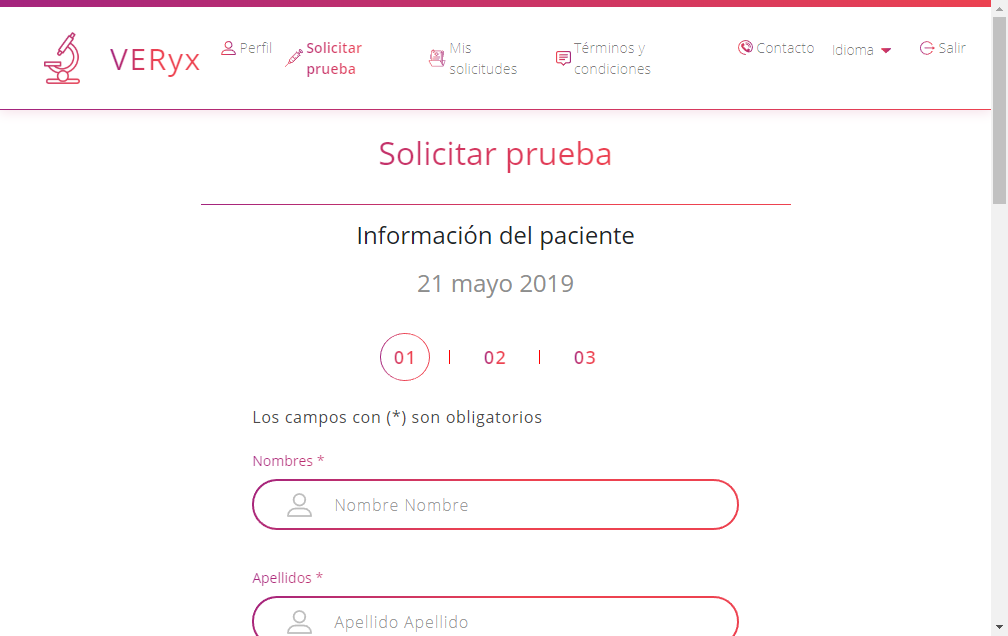 VERyx
Perfil
Solicitar
prueba
Mis
solicitudes
Términos y
condiciones
Contacto
Idioma
Salir
Solicitar prueba
Información del paciente
21 mayo 2019
01 | 02 | 03
Los campos con (*) son obligatorios
Nombres *
Nombre Nombre
Apellidos *
Apellido Apellido